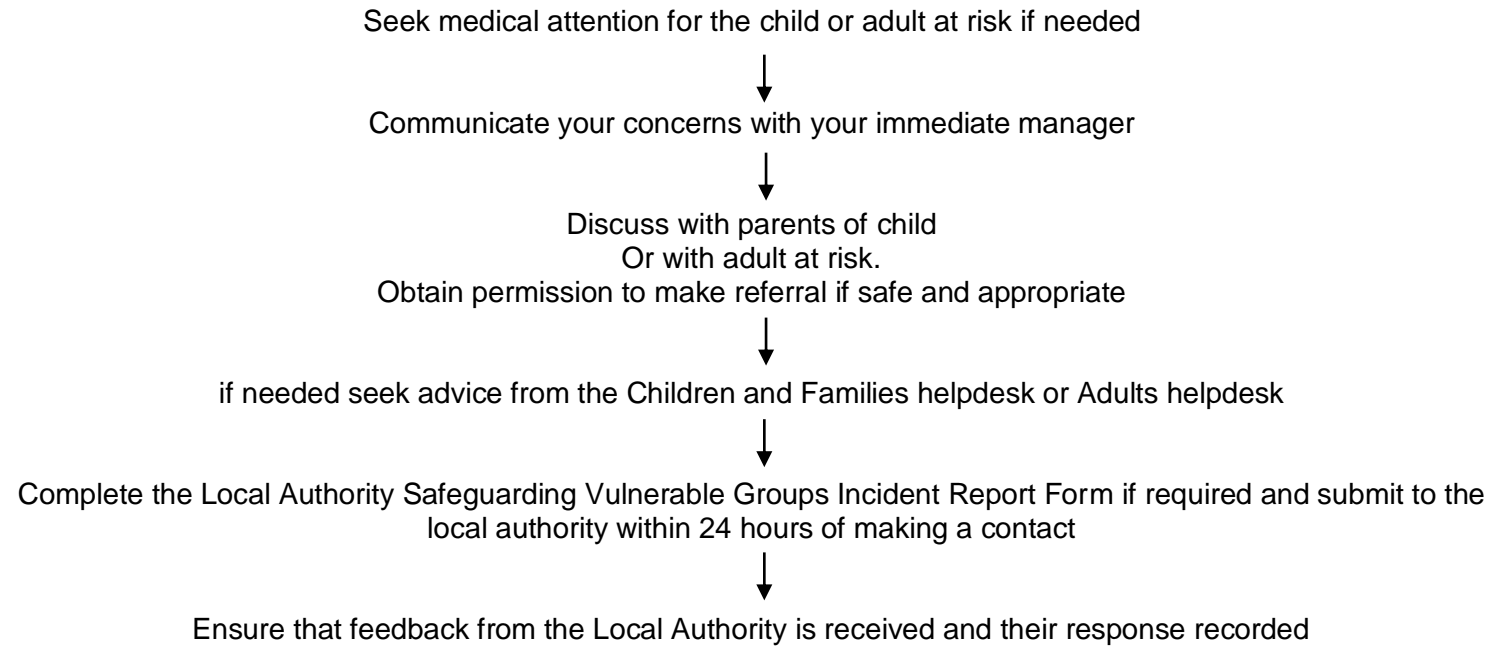 Seek medical attention for the child or adult at risk if needed
Communicate your concerns with your immediate manager
Discuss with parents of child
Or with adult at risk.
Obtain permission to make referral if safe and appropriate
if needed seek advice from the Children and Families helpdesk or Adults helpdesk
Complete the Local Authority Safeguarding Vulnerable Groups Incident Report Form if required and submit to the
local authority within 24 hours of making a contact
Ensure that feedback from the Local Authority is received and their response recorded